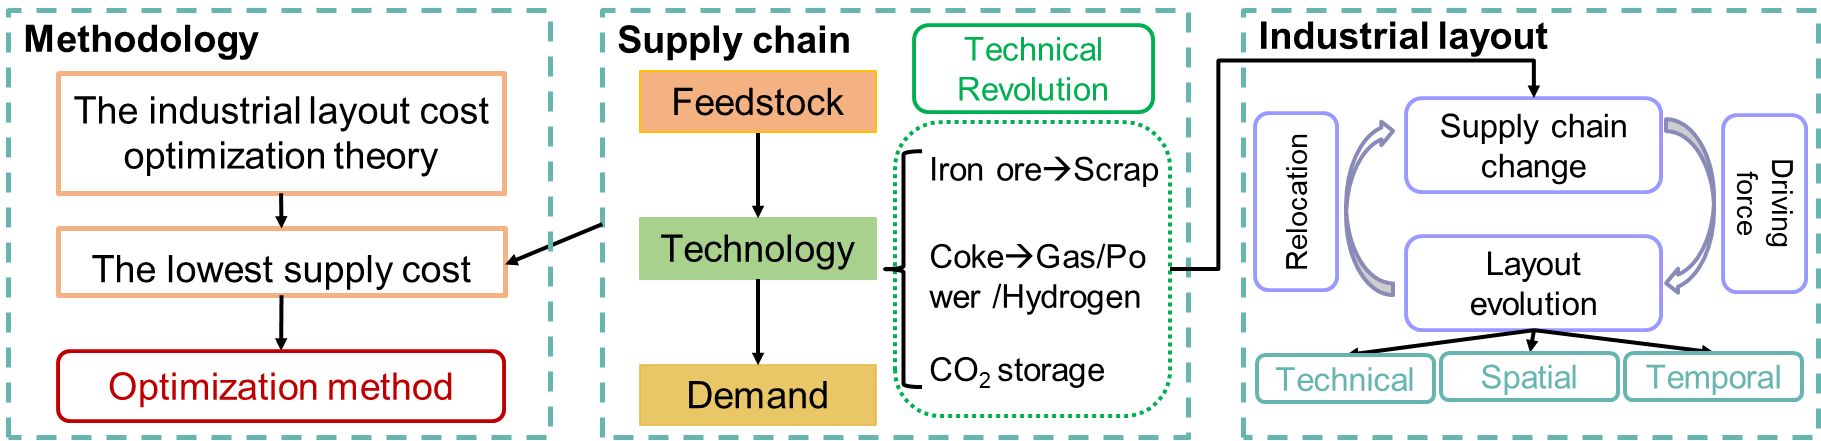 Methodology
The industrial layout cost
optimization theory
The lowest supply cost
Optimization method
Supply chain
Feedstock
Technology
Demand
Technical
Revolution
Iron ore→Scrap
Coke→Gas/Po
wer /Hydrogen
CO₂ storage
Industrial layout
Relocation
Supply chain
change
Layout
evolution
Driving
force
Technical
Spatial
Temporal